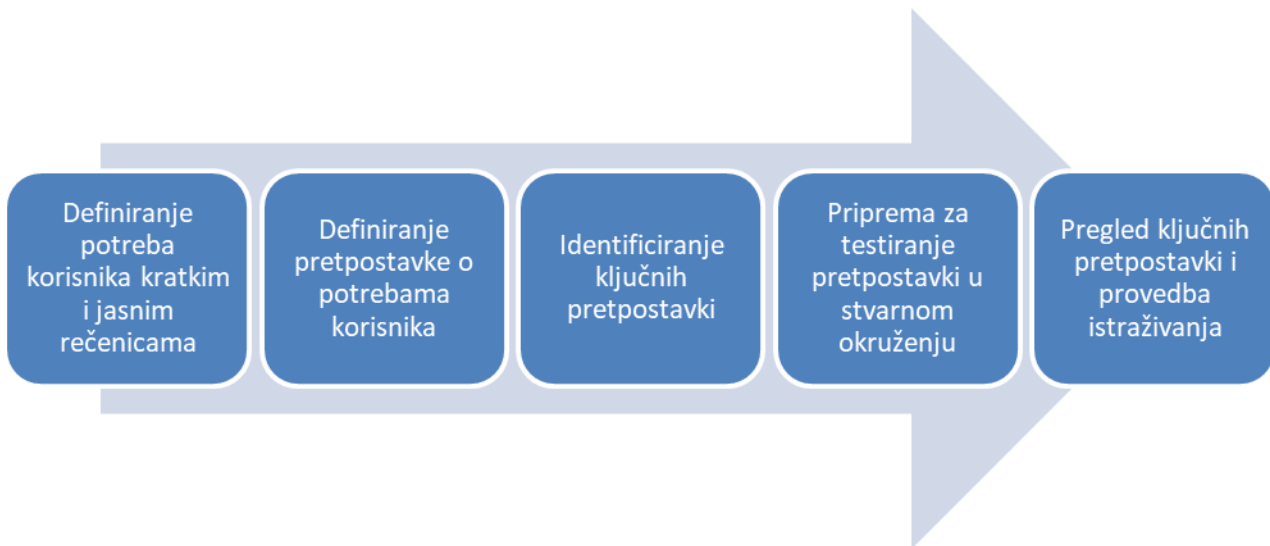 Definiranje
potreba
korisnika kratkim
i jasnim
rečenicama
Definiranje
pretpostavke o
potrebama
korisnika
Identificiranje
ključnih
pretpostavki
Priprema za
testiranje
pretpostavki u
stvarnom
okruženju
Pregled ključnih
pretpostavki i
provedba
istraživanja